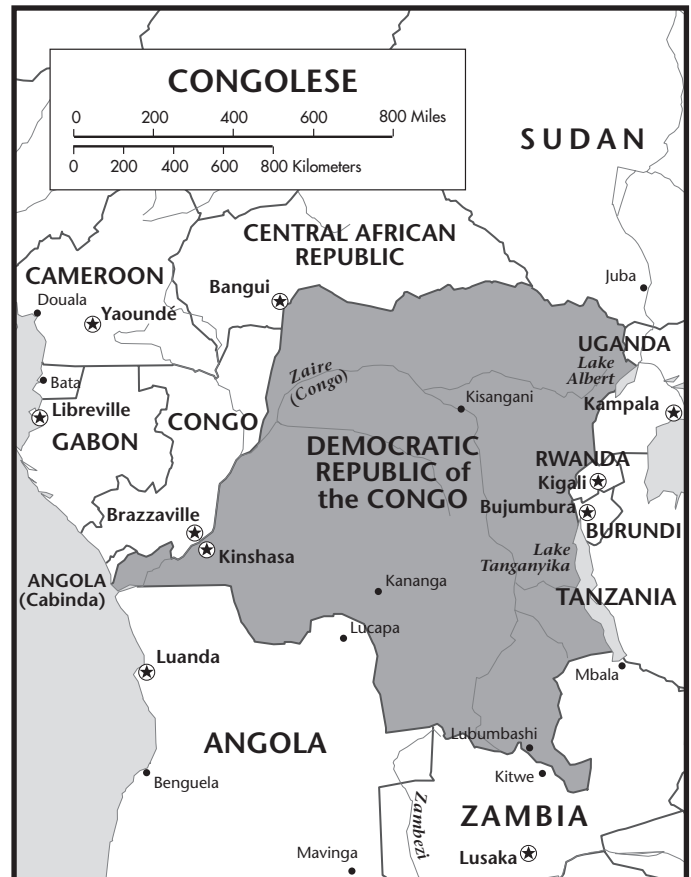 CONGOLESE
0 200 400 600 800 Miles
0 200 400 600 800 Kilometers
SUDAN
CENTRAL AFRICAN
REPUBLIC
CAMEROON
Juba
Bangui
Douala
Yaoundé
UGANDA
Lake
Albert
Zaire
(Congo)
Bata
Kisangani
Kampala
Libreville
CONGO
GABON
DEMOCRATIC
REPUBLIC of
the CONGO
RWANDA
Kigali
Bujumbura
Brazzaville
BURUNDI
Kinshasa
Lake
Tanganyika
ANGOLA
(Cabinda)
Kananga
TANZANIA
Lucapa
Luanda
Mbala
Lubumbashi
ANGOLA
Kitwe
Benguela
Zambezi
ZAMBIA
Mavinga
Lusaka